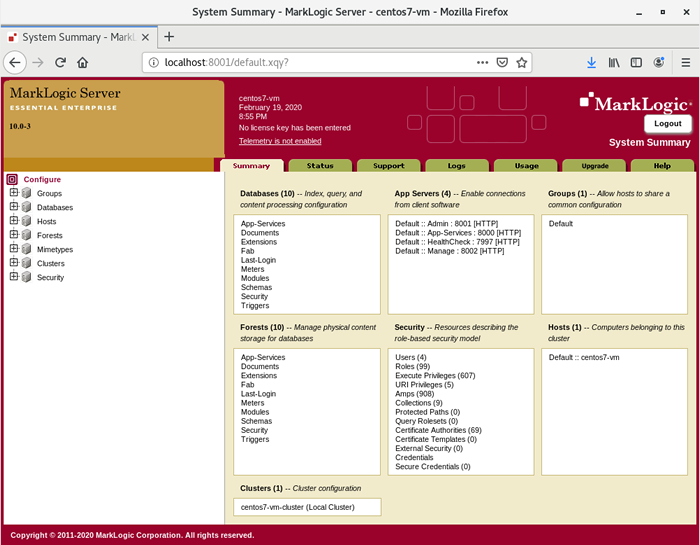 System Summary - MarkLogic Server - centos7-vm - Mozilla Firefox
System Summary - MarkL
localhost:8001/default.xqy?
MarkLogic Server
ESSENTIAL ENTERPRISE
10.0-3
centos7-vm
February 19, 2020
8:55 PM
No license key has been entered
Telemetry is not enabled
MarkLogic
Logout
System Summary
Summary Status Support Logs Usage Upgrade Help
Configure
Groups
Databases
Hosts
Forests
Mimetypes
Clusters
Security
Databases (10) -- Index, query, and
content processing configuration
App-Services
Documents
Extensions
Fab
Last-Login
Meters
Modules
Schemas
Security
Triggers
App Servers (4) -- Enable connections
from client software
Default :: Admin : 8001 [HTTP]
Default :: App-Services : 8000 [HTTP]
Default :: HealthCheck : 7997 [HTTP]
Default :: Manage : 8002 [HTTP]
Groups (1) -- Allow hosts to share a
common configuration
Default
Forests (10) -- Manage physical content
storage for databases
App-Services
Documents
Extensions
Fab
Last-Login
Meters
Modules
Schemas
Security
Triggers
Security -- Resources describing the
role-based security model
Users (4)
Roles (99)
Execute Privileges (607)
URI Privileges (5)
Amps (908)
Collections (9)
Protected Paths (0)
Query Rolesets (0)
Certificate Authorities (69)
Certificate Templates (0)
External Security (0)
Credentials
Secure Credentials (0)
Hosts (1) -- Computers belonging to this
cluster
Default :: centos7-vm
Clusters (1) -- Cluster configuration
centos7-vm-cluster (Local Cluster)
Copyright © 2011-2020 MarkLogic Corporation. All rights reserved.